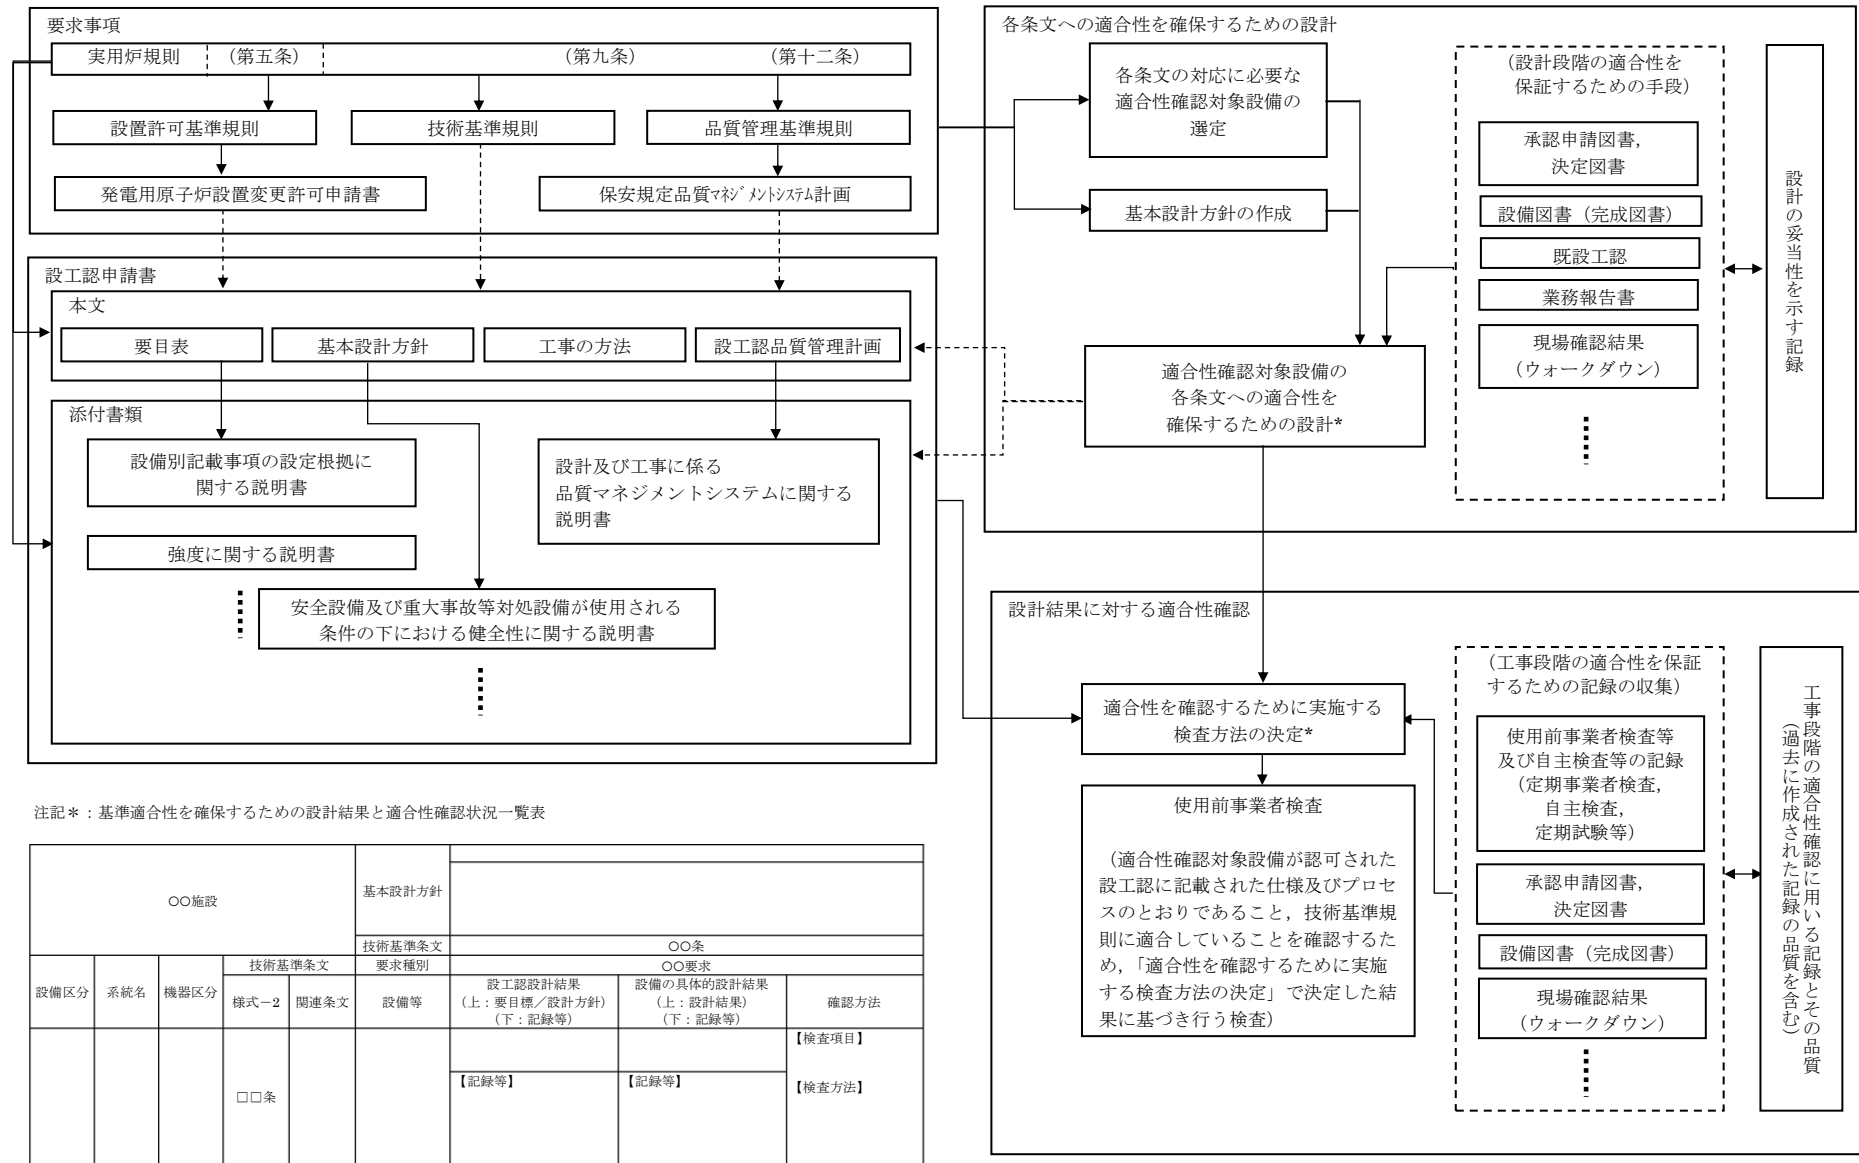 要求事項
実用炉規則
(第五条)
(第九条)
(第十二条)
設置許可基準規則
技術基準規則
品質管理基準規則
発電用原子炉設置変更許可申請書
保安規定品質マネジメントシステム計画
設工認申請書
本文
要目表
基本設計方針
工事の方法
設工認品質管理計画
添付書類
設備別記載事項の設定根拠に
関する説明書
設計及び工事に係る
品質マネジメントシステムに関する
説明書
強度に関する説明書
安全設備及び重大事故等対処設備が使用される
条件の下における健全性に関する説明書
各条文への適合性を確保するための設計
各条文の対応に必要な
適合性確認対象設備の
選定
基本設計方針の作成
適合性確認対象設備の
各条文への適合性を
確保するための設計*
(設計段階の適合性を
保証するための手段)
承認申請図書,
決定図書
設備図書(完成図書)
既設工認
業務報告書
現場確認結果
(ウォークダウン)
設計の妥当性を示す記録
設計結果に対する適合性確認
適合性を確認するために実施する
検査方法の決定*
使用前事業者検査
(適合性確認対象設備が認可された
設工認に記載された仕様及びプロセ
スのとおりであること,技術基準規
則に適合していることを確認するた
め,「適合性を確認するために実施
する検査方法の決定」で決定した結
果に基づき行う検査)
(工事段階の適合性を保証
するための記録の収集)
使用前事業者検査等
及び自主検査等の記録
(定期事業者検査,
自主検査,
定期試験等)
承認申請図書,
決定図書
設備図書(完成図書)
現場確認結果
(ウォークダウン)
工事段階の適合性確認に用いる記録とその品質
(過去に作成された記録の品質を含む)
注記*:基準適合性を確保するための設計結果と適合性確認状況一覧表
○○施設
基本設計方針
技術基準条文
○○条
設備区分
系統名
機器区分
技術基準条文
要求種別
○○要求
様式-2
関連条文
設備等
設工認設計結果
(上:要目標/設計方針)
(下:記録等)
設備の具体的設計結果
(上:設計結果)
(下:記録等)
確認方法
□□条
【記録等】
【記録等】
【検査項目】
【検査方法】